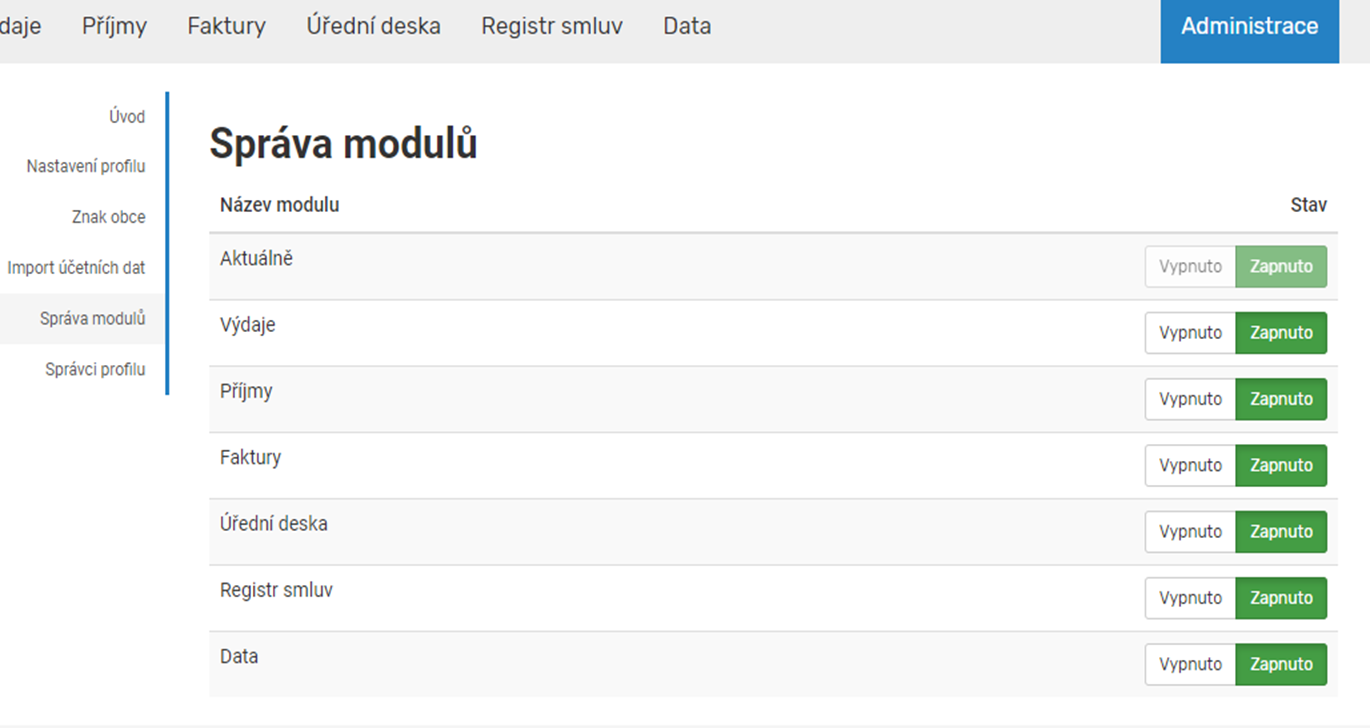 daje Příjmy Faktury Úřední deska Registr smluv Data Administrace
Úvod
Nastavení profilu
Znak obce
Import účetních dat
Správa modulů
Správci profilu
Správa modulů
Název modulu Stav
Aktuálně Vypnuto Zapnuto
Výdaje Vypnuto Zapnuto
Příjmy Vypnuto Zapnuto
Faktury Vypnuto Zapnuto
Úřední deska Vypnuto Zapnuto
Registr smluv Vypnuto Zapnuto
Data Vypnuto Zapnuto